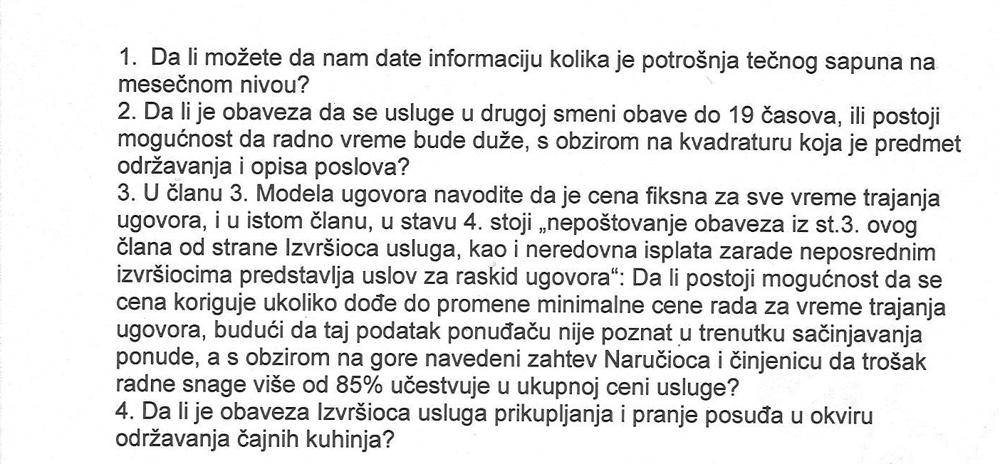 1. Da li možete da nam date informaciju kolika je potrošnja tečnog sapuna na
mesečnom nivou?
2. Da li je obaveza da se usluge u drugoj smeni obave do 19 časova, ili postoji
mogućnost da radno vreme bude duže, s obzirom na kvadraturu koja je predmet
održavanja i opisa poslova?
3. U članu 3. Modela ugovora navodite da je cena fiksna za sve vreme trajanja
ugovora, i u istom članu, u stavu 4. stoji „nepoštovanje obaveza iz st.3. ovog
člana od strane Izvršioca usluga, kao i neredovna isplata zarade neposrednim
izvršiocima predstavlja uslov za raskid ugovora“: Da li postoji mogućnost da se
cena koriguje ukoliko dođe do promene minimalne cene rada za vreme trajanja
ugovora, budući da taj podatak ponuđaču nije poznat u trenutku sačinjavanja
ponude, a s obzirom na gore navedeni zahtev Naručioca i činjenicu da trošak
radne snage više od 85% učestvuje u ukupnoj ceni usluge?
4. Da li je obaveza Izvršioca usluga prikupljanja i pranje posuđa u okviru
održavanja čajnih kuhinja?